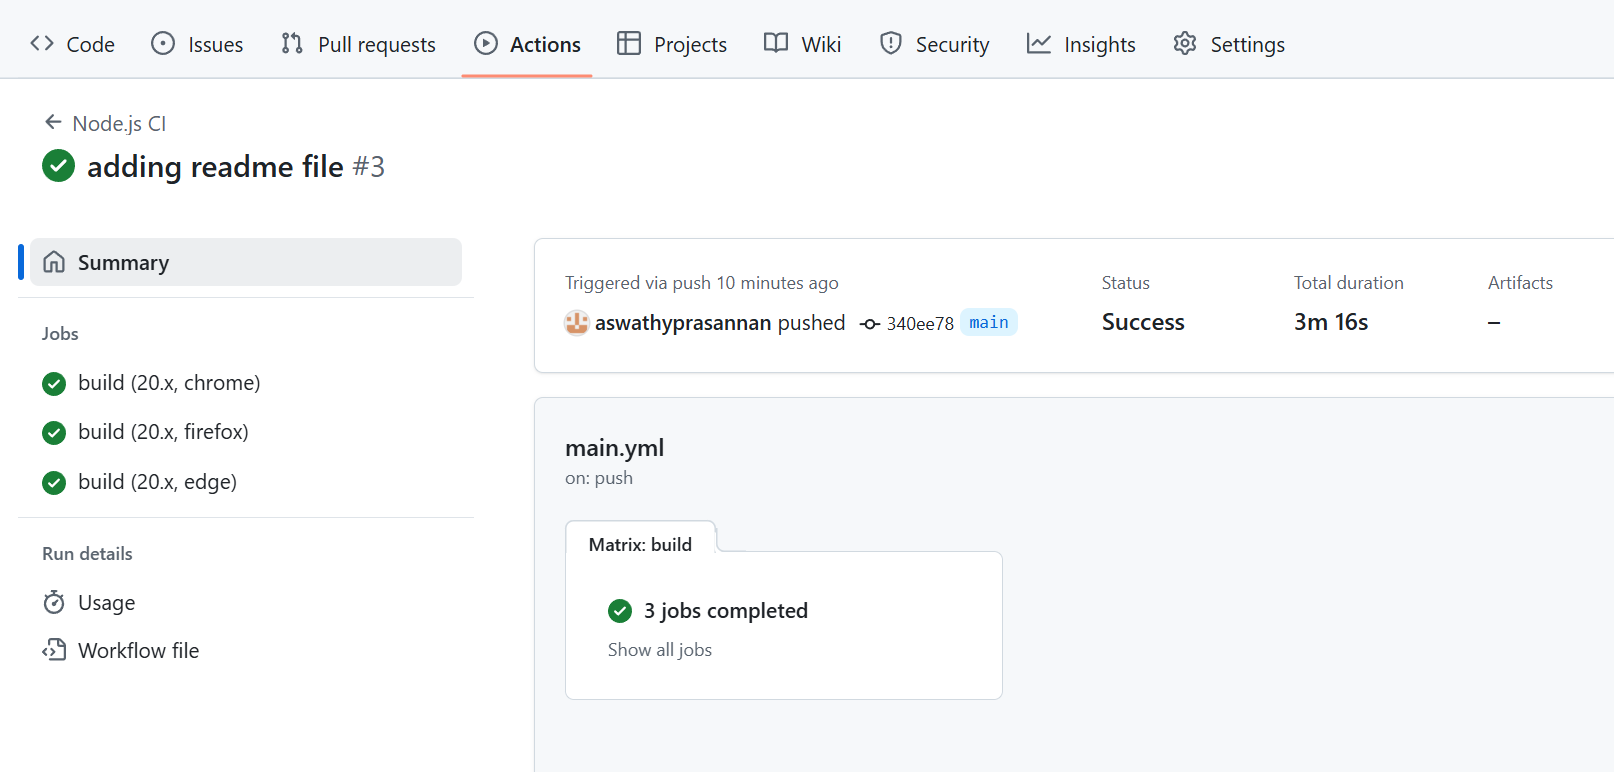 Code Issues Pull requests Actions Projects Wiki Security Insights Settings
Node.js CI
adding readme file #3
Summary
Jobs
build (20.x, chrome)
build (20.x, firefox)
build (20.x, edge)
Run details
Usage
Workflow file
Triggered via push 10 minutes ago
aswathyprasannan pushed 340ee78 main
Status
Success
Total duration
3m 16s
Artifacts
–
main.yml
on: push
Matrix: build
3 jobs completed
Show all jobs